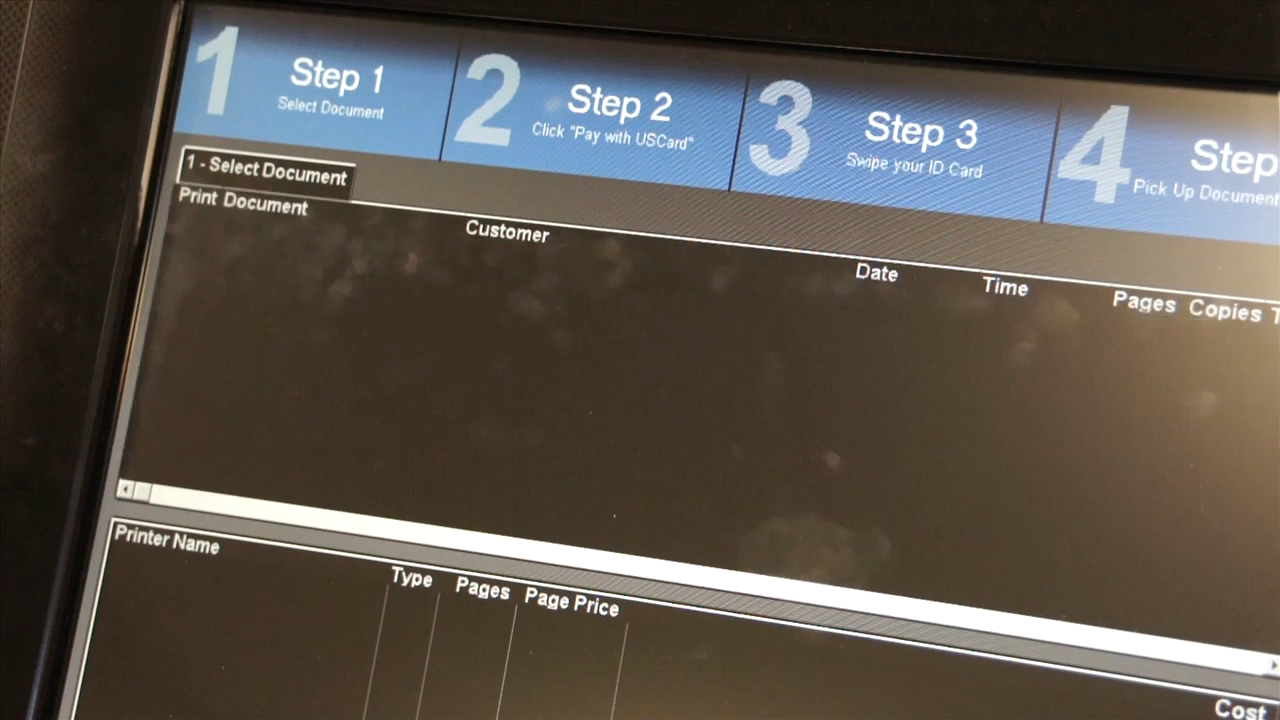 1 Step 1
Select Document
2 Step 2
Click "Pay with USCard"
3 Step 3
Swipe your ID Card
4 Step
Pick Up Document
1 - Select Document
Print Document Customer Date Time Pages Copies T
Printer Name Type Pages Page Price Cost